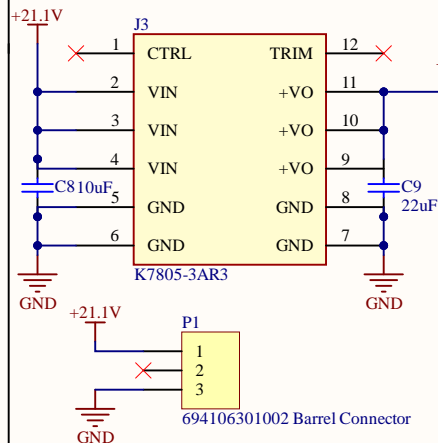 +21.1V
J3
1 CTRL TRIM 12
2 VIN +VO 11
3 VIN +VO 10
4 VIN +VO 9
C8 10uF
5 GND GND 8
C9
22uF
6 GND GND 7
K7805-3AR3
GND
GND
+21.1V
P1
1
2
3
694106301002 Barrel Connector
GND